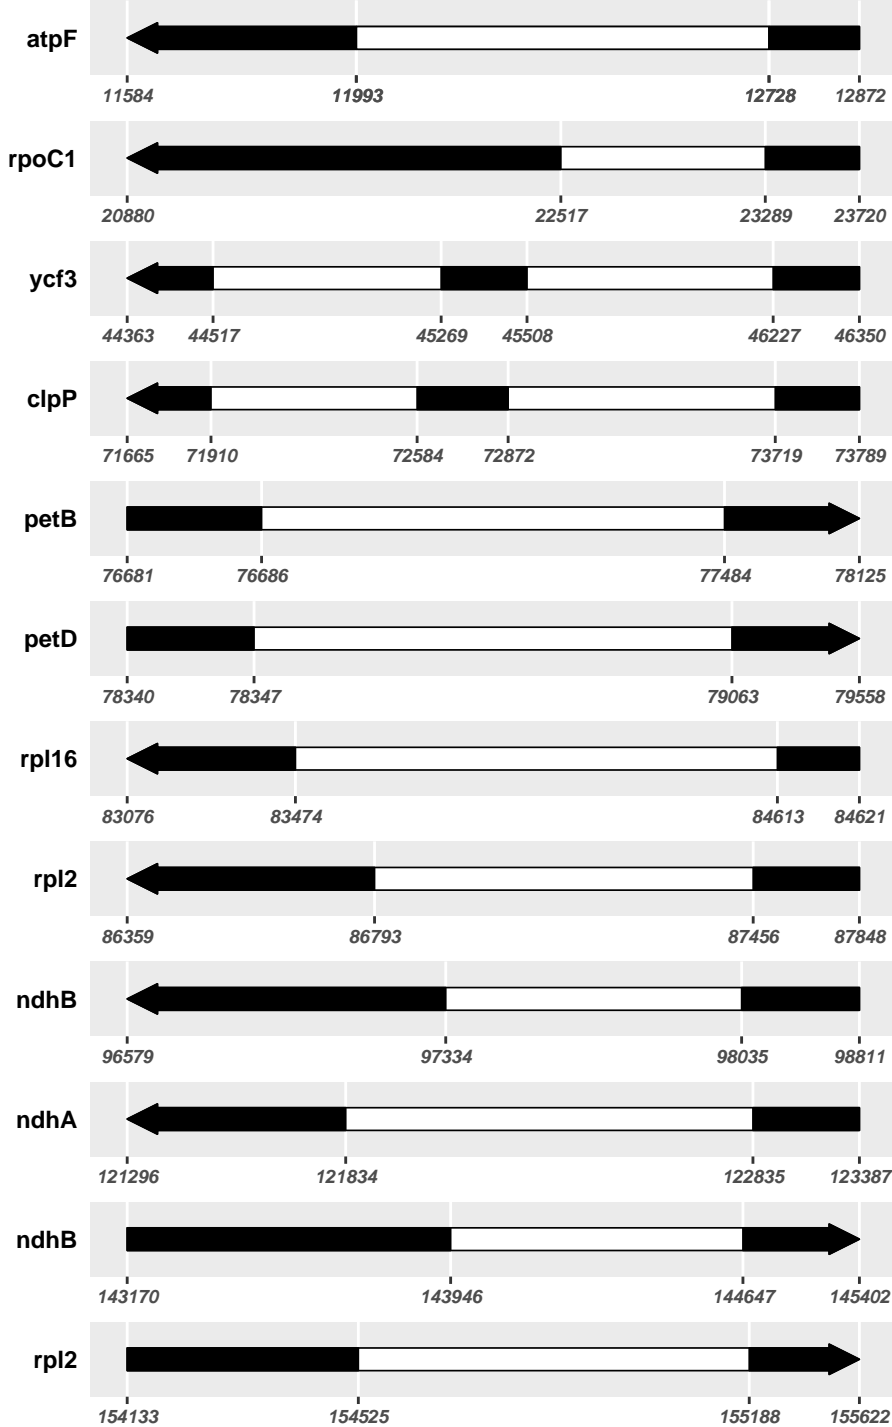 atpF
11584 11993 12728 12872
rpoC1
20880 22517 23289 23720
ycf3
44363 44517 45269 45508 46227 46350
clpP
71665 71910 72584 72872 73719 73789
petB
76681 76686 77484 78125
petD
78340 78347 79063 79558
rpl16
83076 83474 84613 84621
rpl2
86359 86793 87456 87848
ndhB
96579 97334 98035 98811
ndhA
121296 121834 122835 123387
ndhB
143170 143946 144647 145402
rpl2
154133 154525 155188 155622